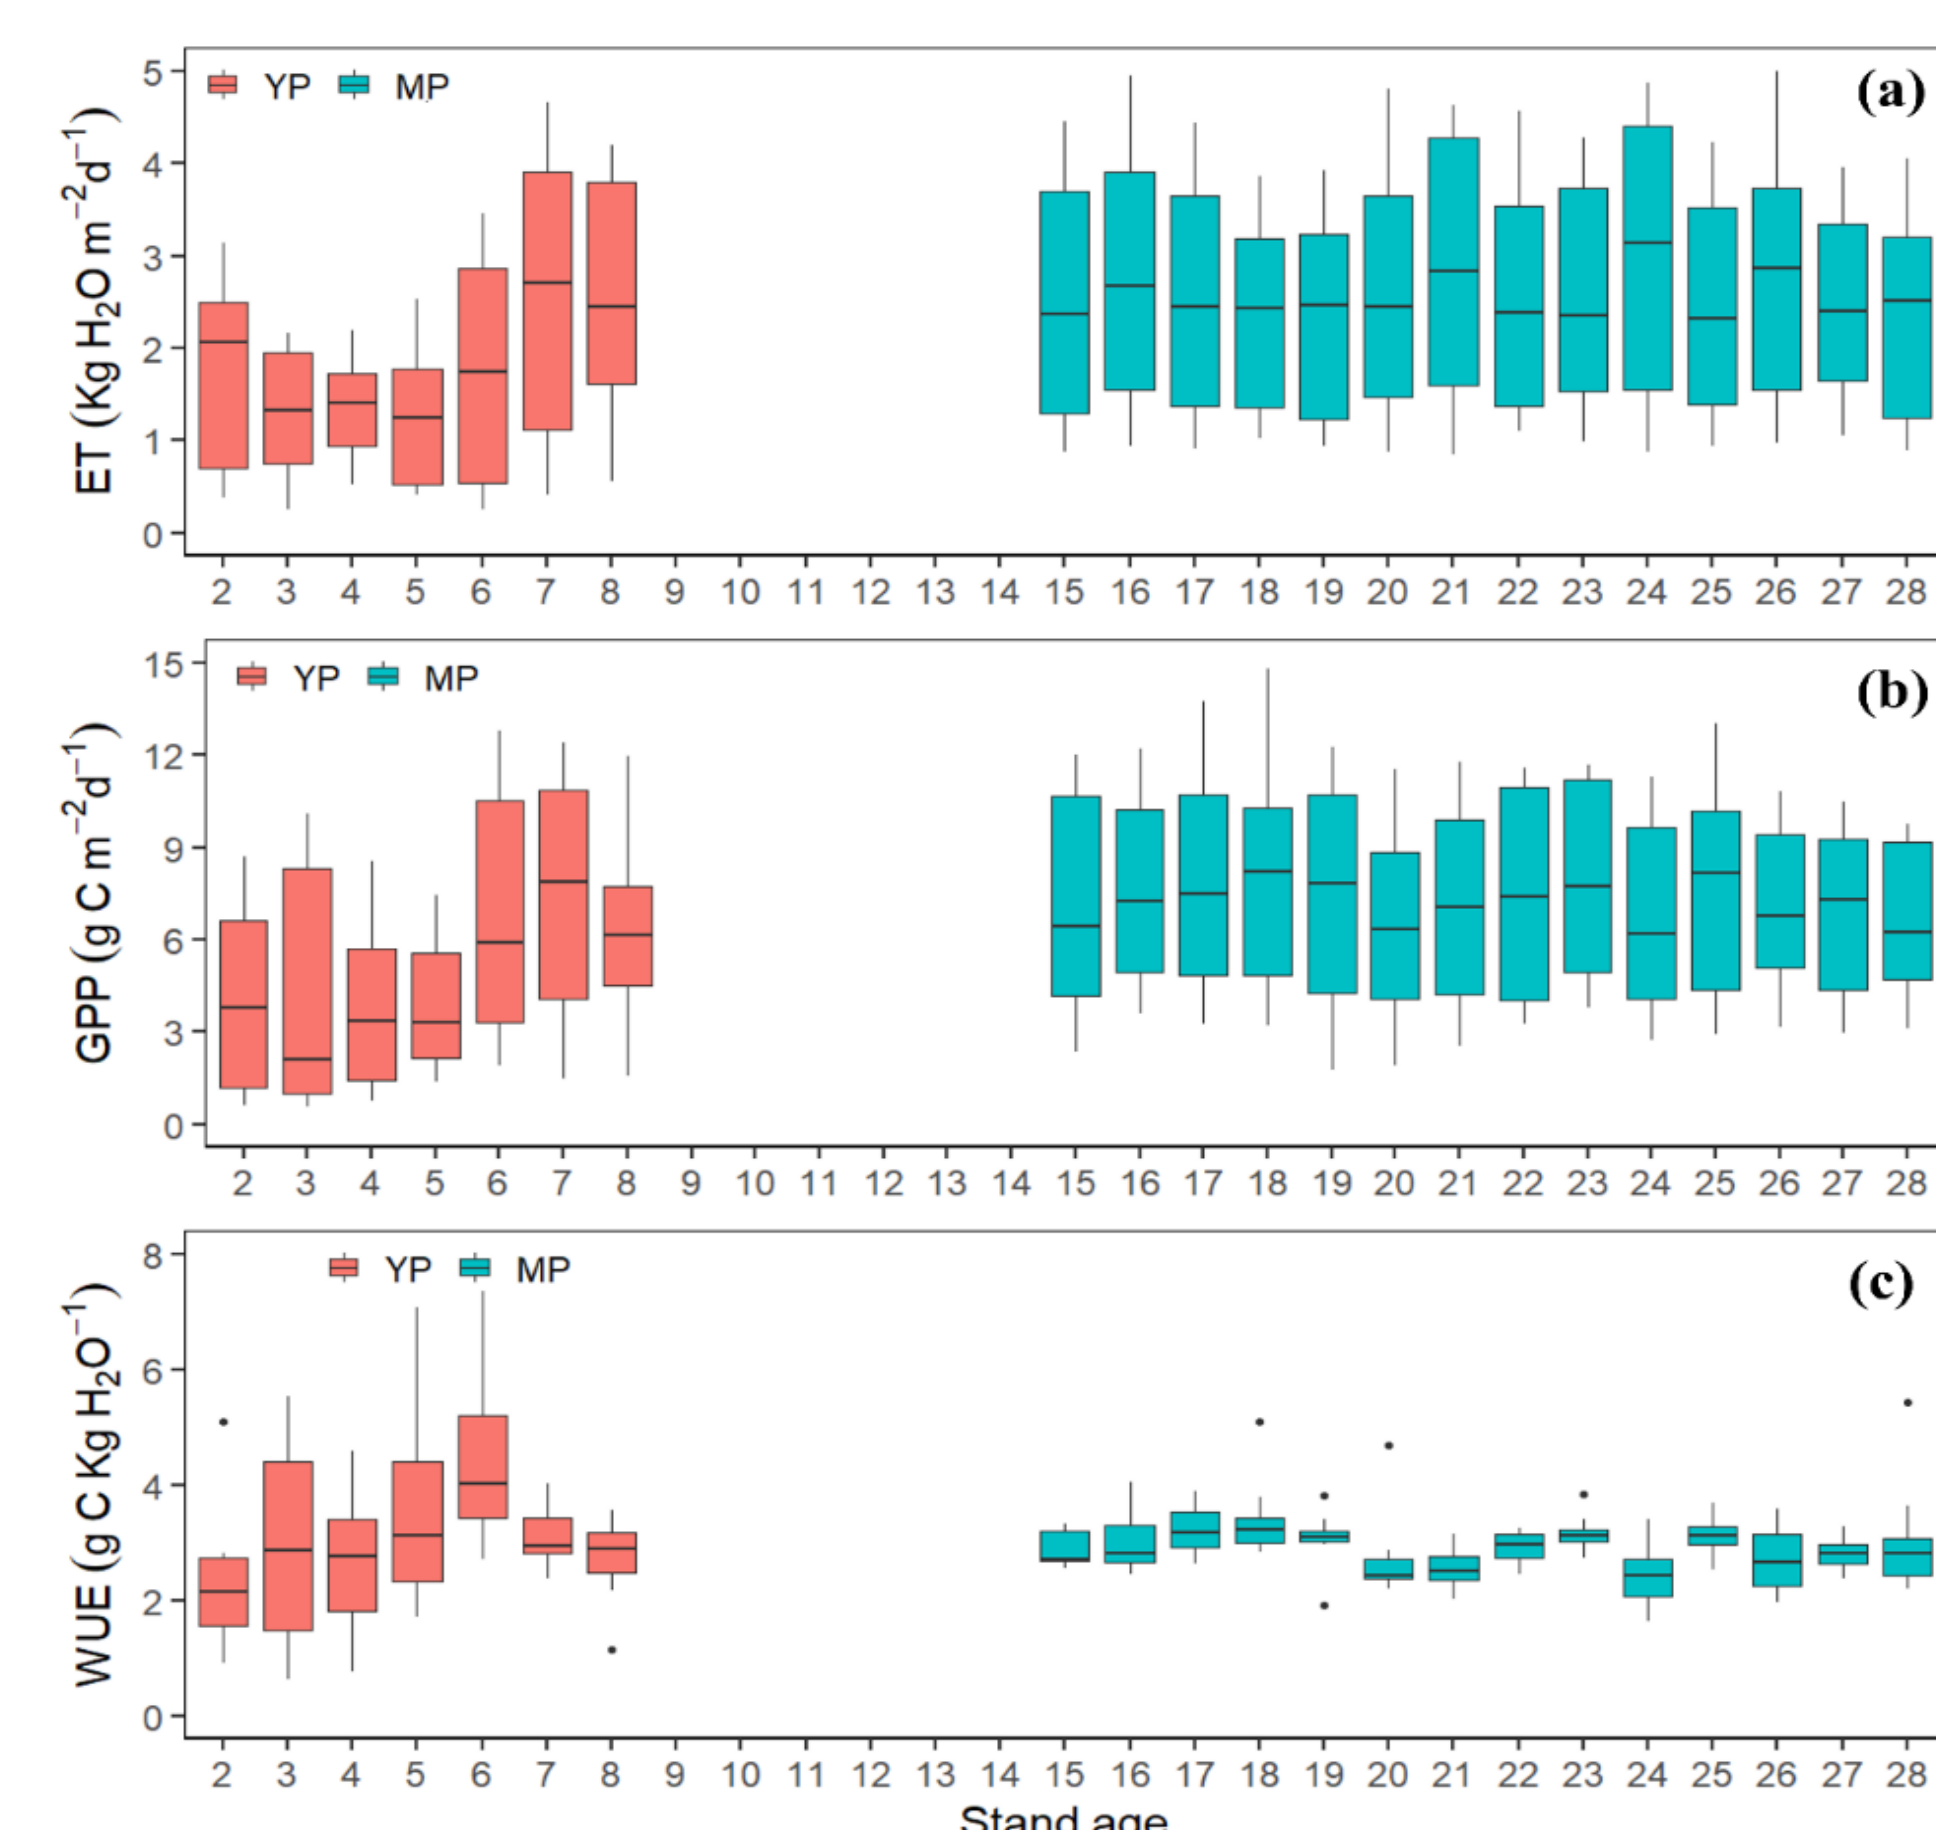 YP MP
(a)
ET (Kg H₂O m⁻²d⁻¹)
5
4
3
2
1
0
2 3 4 5 6 7 8 9 10 11 12 13 14 15 16 17 18 19 20 21 22 23 24 25 26 27 28
YP MP
(b)
GPP (g C m⁻²d⁻¹)
15
12
9
6
3
0
2 3 4 5 6 7 8 9 10 11 12 13 14 15 16 17 18 19 20 21 22 23 24 25 26 27 28
YP MP
(c)
WUE (g C Kg H₂O⁻¹)
8
6
4
2
0
2 3 4 5 6 7 8 9 10 11 12 13 14 15 16 17 18 19 20 21 22 23 24 25 26 27 28
Stand age